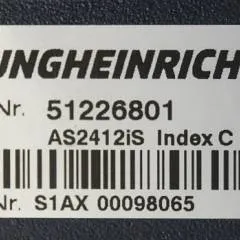 UNGHEINRICH
Nr. 51226801
AS2412iS Index C
Nr. S1AX 00098065